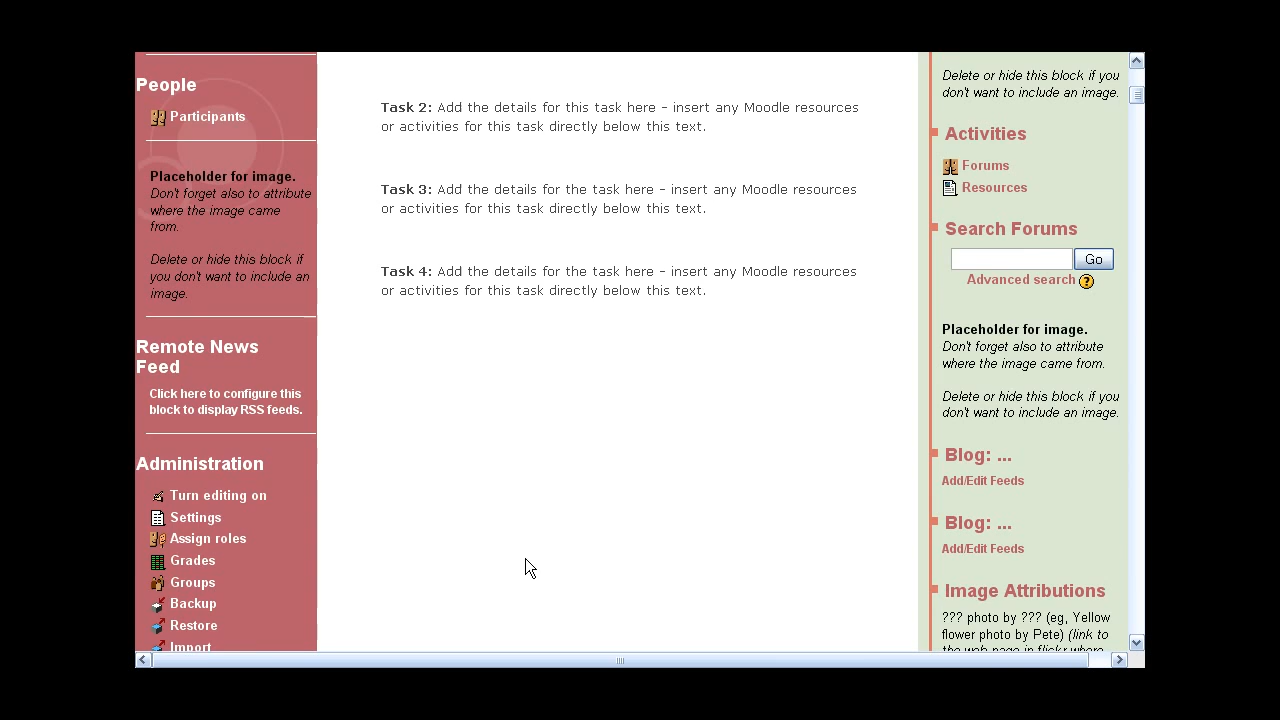 People
Participants
Placeholder for image.
Don't forget also to attribute
where the image came
from.
Delete or hide this block if
you don't want to include an
image.
Remote News
Feed
Click here to configure this
block to display RSS feeds.
Administration
Turn editing on
Settings
Assign roles
Grades
Groups
Backup
Restore
Import
Task 2: Add the details for this task here - insert any Moodle resources
or activities for this task directly below this text.
Task 3: Add the details for the task here - insert any Moodle resources
or activities for this task directly below this text.
Task 4: Add the details for the task here - insert any Moodle resources
or activities for this task directly below this text.
Delete or hide this block if you
don't want to include an image.
Activities
Forums
Resources
Search Forums
Go
Advanced search ?
Placeholder for image.
Don't forget also to attribute
where the image came from.
Delete or hide this block if you
don't want to include an image.
Blog: ...
Add/Edit Feeds
Blog: ...
Add/Edit Feeds
Image Attributions
??? photo by ??? (eg, Yellow
flower photo by Pete) (link to
the web page in flickr where